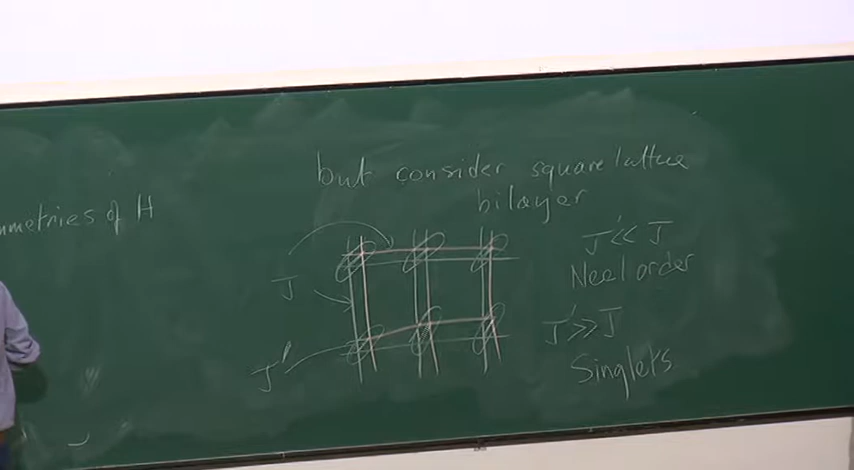 but consider square lattice
bilayer
mmetries of H
J
J'
J' << J
Neel order
J' >> J
Singlets